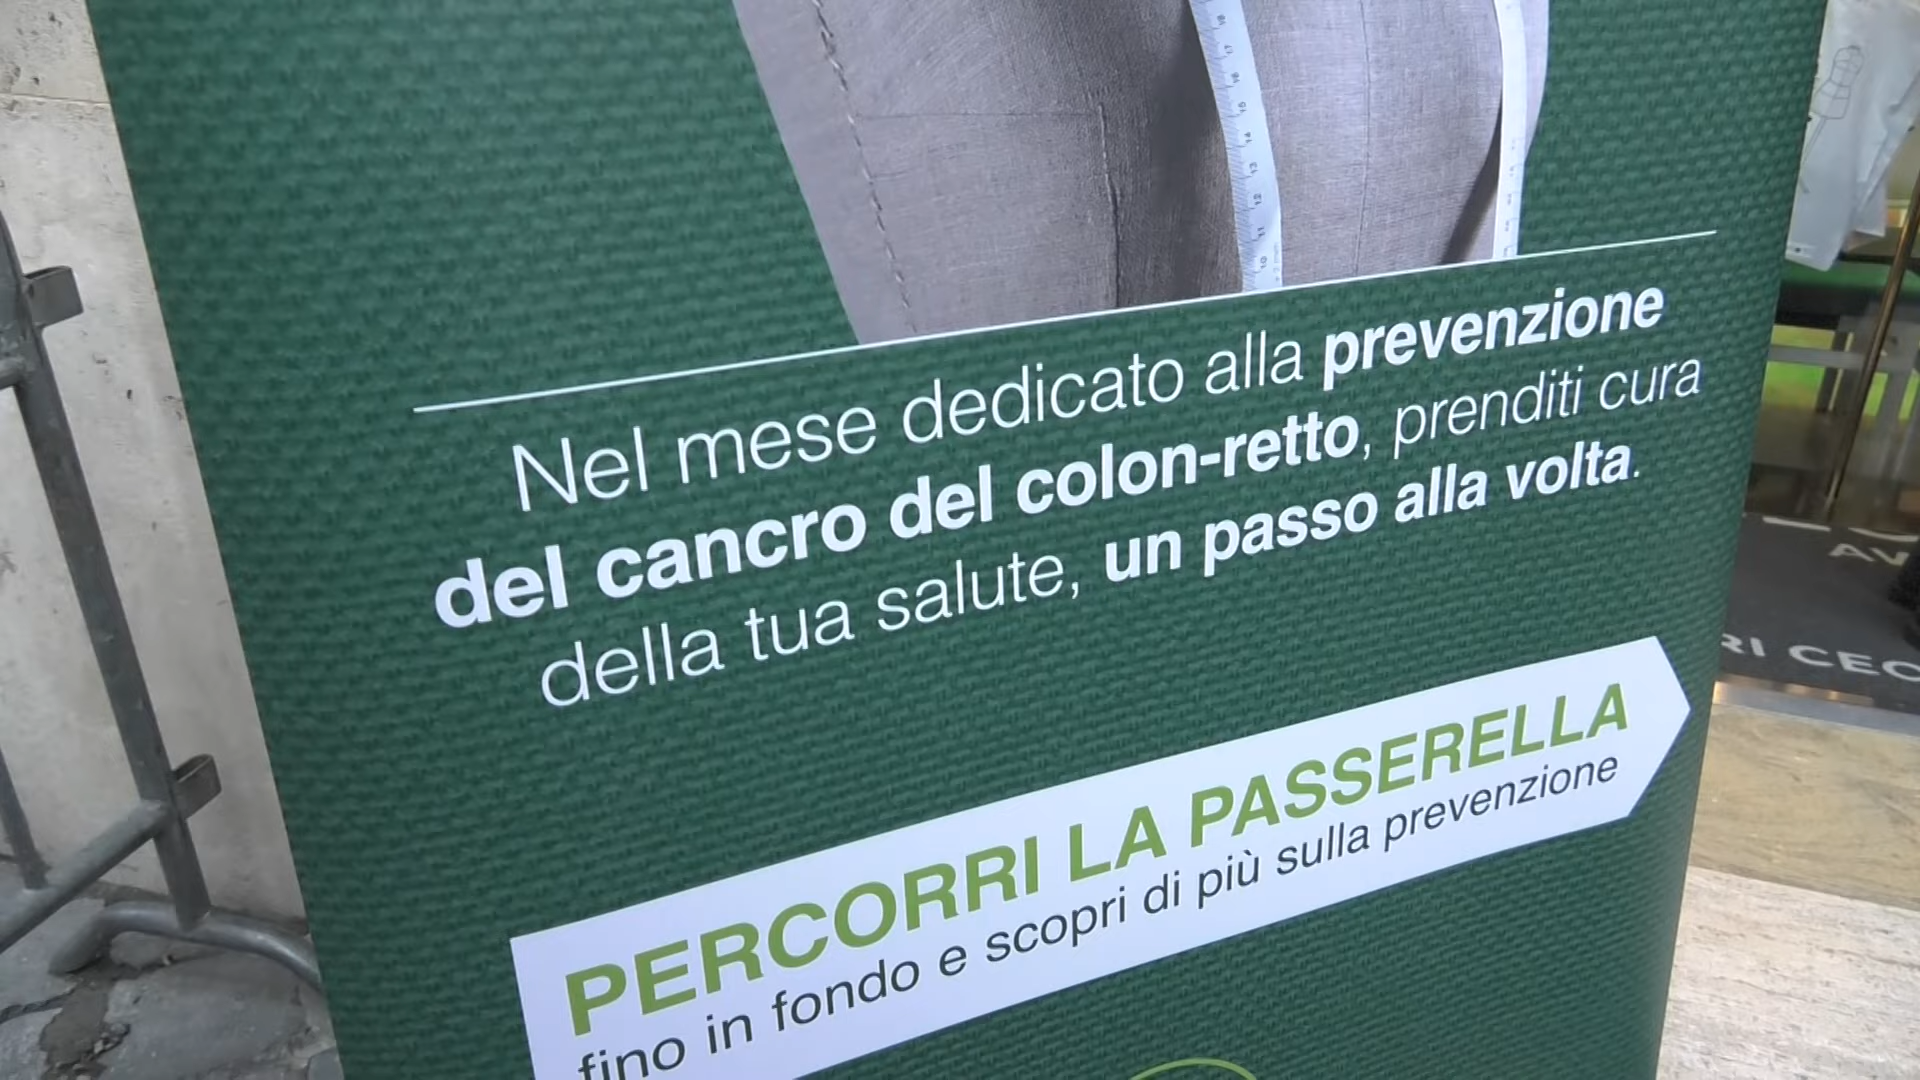 Nel mese dedicato alla prevenzione
del cancro del colon-retto, prenditi cura
della tua salute, un passo alla volta.
PERCORRI LA PASSERELLA
fino in fondo e scopri di più sulla prevenzione